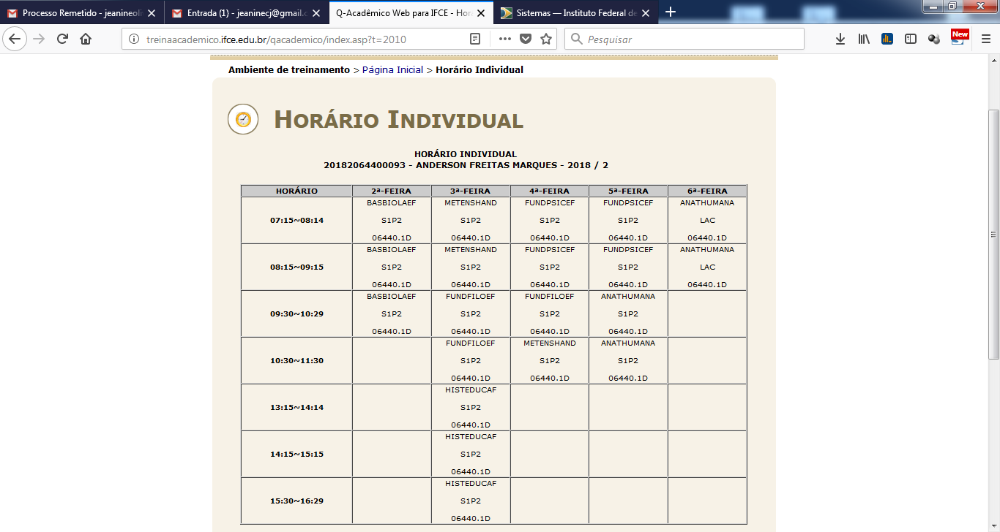 Processo Remetido - jeanineoli
Entrada (1) - jeaninecj@gmail.c
Q-Acadêmico Web para IFCE - Hor
Sistemas — Instituto Federal de
treinaacademico.ifce.edu.br/qacademico/index.asp?t=2010
Pesquisar
New
Ambiente de treinamento > Página Inicial > Horário Individual
HORÁRIO INDIVIDUAL
HORÁRIO INDIVIDUAL
20182064400093 - ANDERSON FREITAS MARQUES - 2018 / 2
HORÁRIO 2ª-FEIRA 3ª-FEIRA 4ª-FEIRA 5ª-FEIRA 6ª-FEIRA
BASBIOLAEF METENSHAND FUNDPSICEF FUNDPSICEF ANATHUMANA
07:15~08:14 S1P2 S1P2 S1P2 S1P2 LAC
06440.1D 06440.1D 06440.1D 06440.1D 06440.1D
BASBIOLAEF METENSHAND FUNDPSICEF FUNDPSICEF ANATHUMANA
08:15~09:15 S1P2 S1P2 S1P2 S1P2 LAC
06440.1D 06440.1D 06440.1D 06440.1D 06440.1D
BASBIOLAEF FUNDFILOEF FUNDFILOEF ANATHUMANA
09:30~10:29 S1P2 S1P2 S1P2 S1P2
06440.1D 06440.1D 06440.1D 06440.1D
FUNDFILOEF METENSHAND ANATHUMANA
10:30~11:30 S1P2 S1P2 S1P2
06440.1D 06440.1D 06440.1D
HISTEDUCAF
13:15~14:14 S1P2
06440.1D
HISTEDUCAF
14:15~15:15 S1P2
06440.1D
HISTEDUCAF
15:30~16:29 S1P2
06440.1D